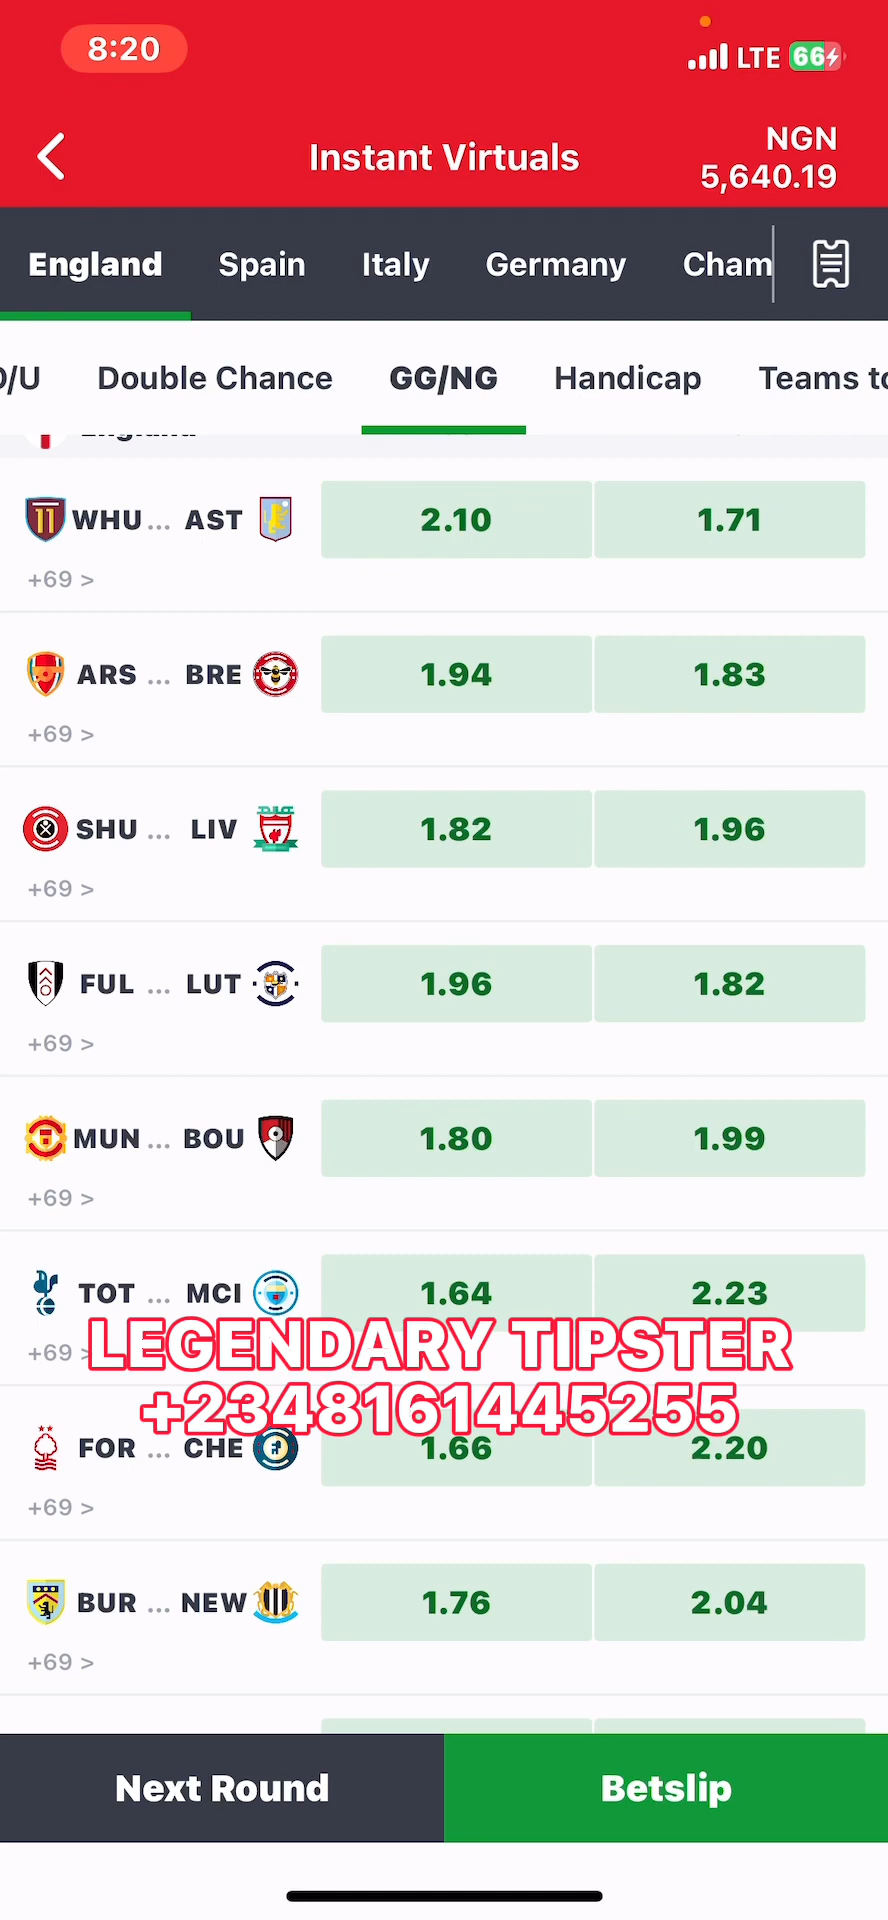 8:20
LTE 66
Instant Virtuals
NGN
5,640.19
England Spain Italy Germany Cham
O/U Double Chance GG/NG Handicap Teams to
England
WHU ... AST 2.10 1.71
+69 >
ARS ... BRE 1.94 1.83
+69 >
SHU ... LIV 1.82 1.96
+69 >
FUL ... LUT 1.96 1.82
+69 >
MUN ... BOU 1.80 1.99
+69 >
TOT ... MCI 1.64 2.23
+69 >
LEGENDARY TIPSTER
+2348161445255
FOR ... CHE 1.66 2.20
+69 >
BUR ... NEW 1.76 2.04
+69 >
Next Round Betslip